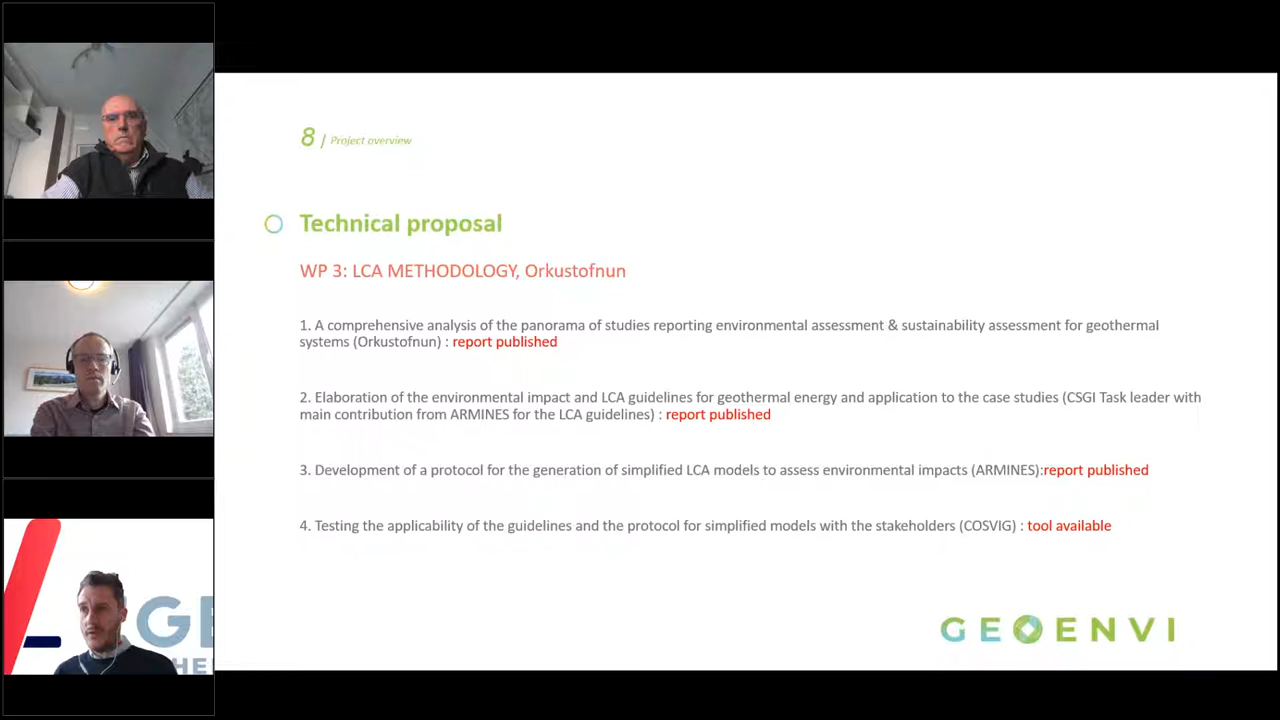 8 | Project overview
Technical proposal
WP 3: LCA METHODOLOGY, Orkustofnun
1. A comprehensive analysis of the panorama of studies reporting environmental assessment & sustainability assessment for geothermal
systems (Orkustofnun) : report published
2. Elaboration of the environmental impact and LCA guidelines for geothermal energy and application to the case studies (CSGI Task leader with
main contribution from ARMINES for the LCA guidelines) : report published
3. Development of a protocol for the generation of simplified LCA models to assess environmental impacts (ARMINES):report published
4. Testing the applicability of the guidelines and the protocol for simplified models with the stakeholders (COSVIG) : tool available
GEOENVI